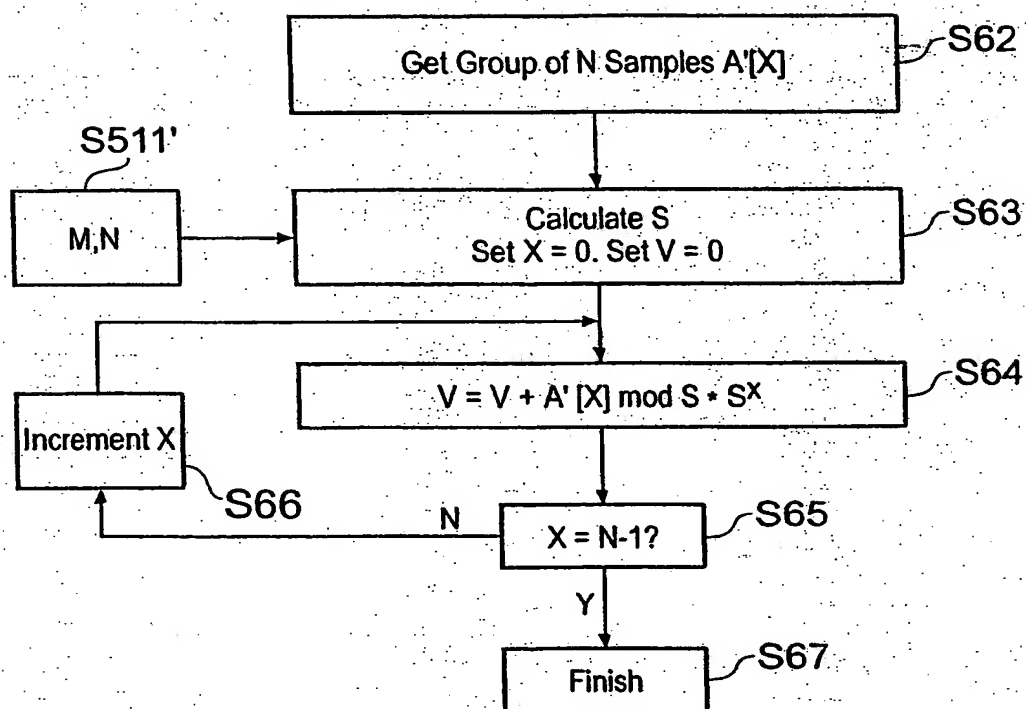 Get Group of N Samples A'[X]
S62
S511'
M,N
Calculate S
Set X = 0. Set V = 0
S63
V = V + A' [X] mod S * S^X
S64
Increment X
S66
N
X = N-1?
S65
Y
Finish
S67